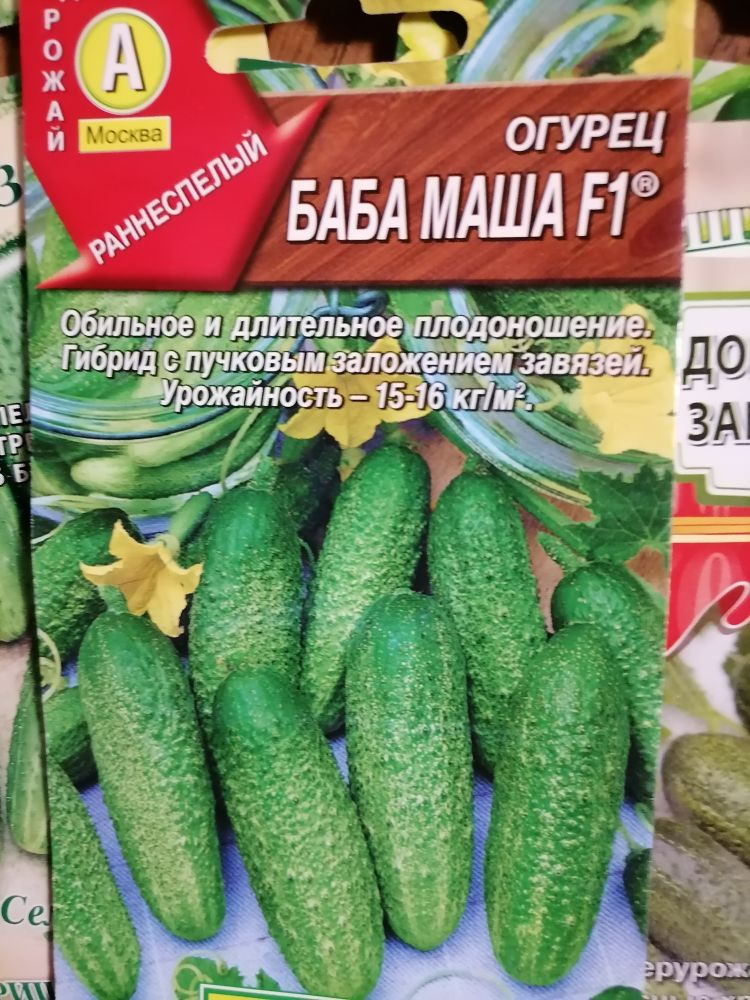 РОЖАЙ
А
Москва
РАННЕСПЕЛЫЙ
ОГУРЕЦ
БАБА МАША F1®
Обильное и длительное плодоношение.
Гибрид с пучковым заложением завязей.
Урожайность – 15-16 кг/м².